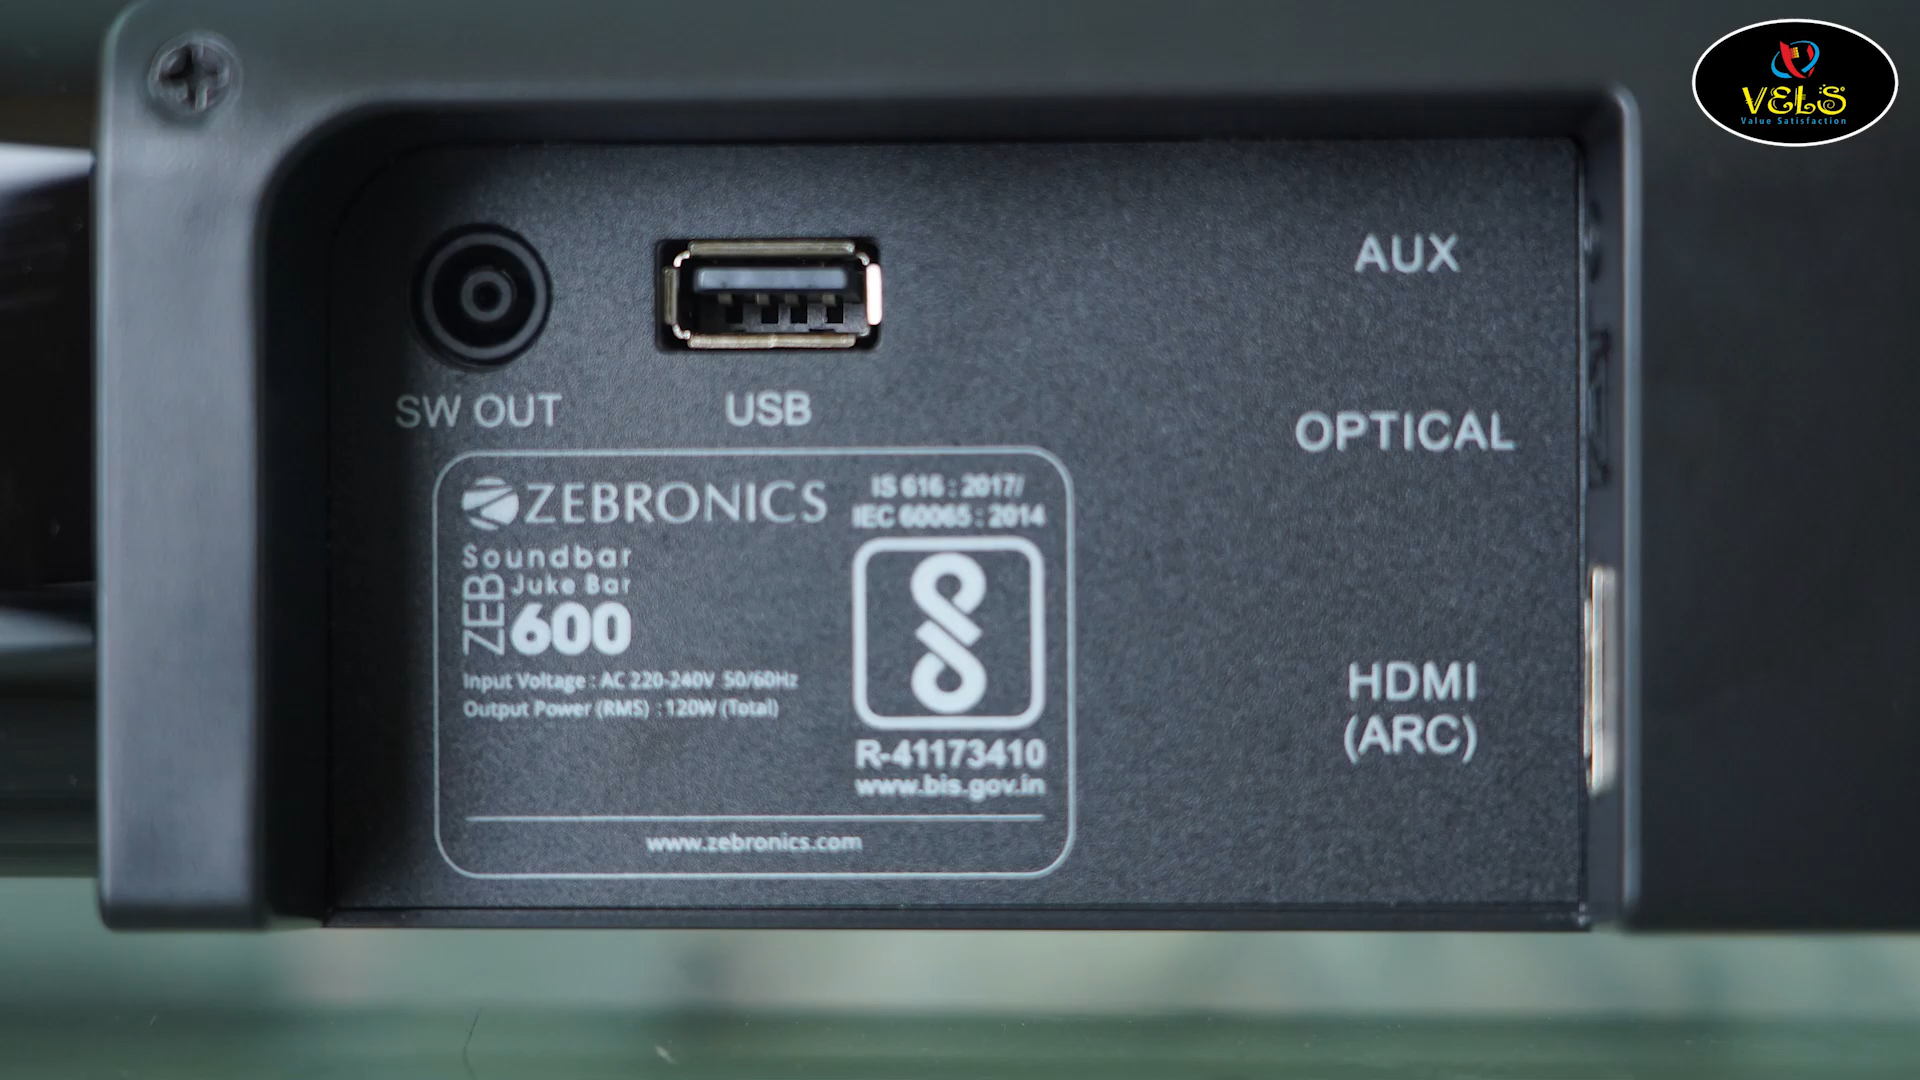 VELS
Value Satisfaction
AUX
SW OUT
USB
OPTICAL
ZEBRONICS
IS 616 : 2017/
IEC 60065 : 2014
Soundbar
ZEB
Juke Bar
600
Input Voltage : AC 220-240V 50/60Hz
Output Power (RMS) : 120W (Total)
HDMI
(ARC)
R-41173410
www.bis.gov.in
www.zebronics.com